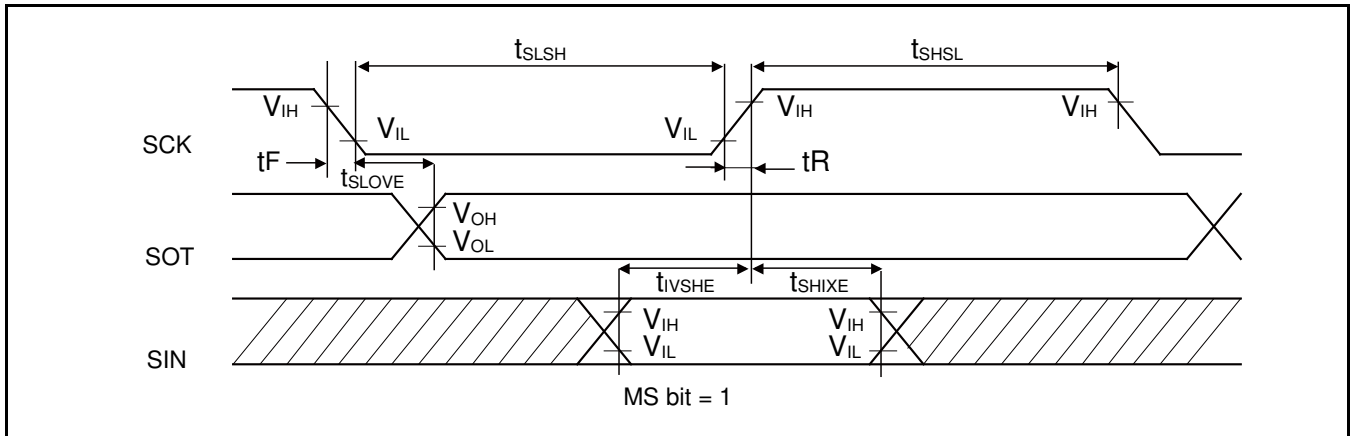 tSLSH
tSHSL
VIH
VIL
VIL
VIH
VIH
SCK
tF
tSLOVE
tR
VOH
VOL
SOT
tIVSHE
tSHIXE
VIH
VIL
VIH
VIL
SIN
MS bit = 1